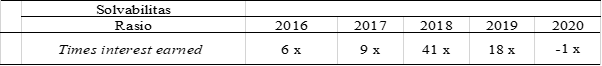 Solvabilitas
Rasio 2016 2017 2018 2019 2020
Times interest earned 6 x 9 x 41 x 18 x -1 x